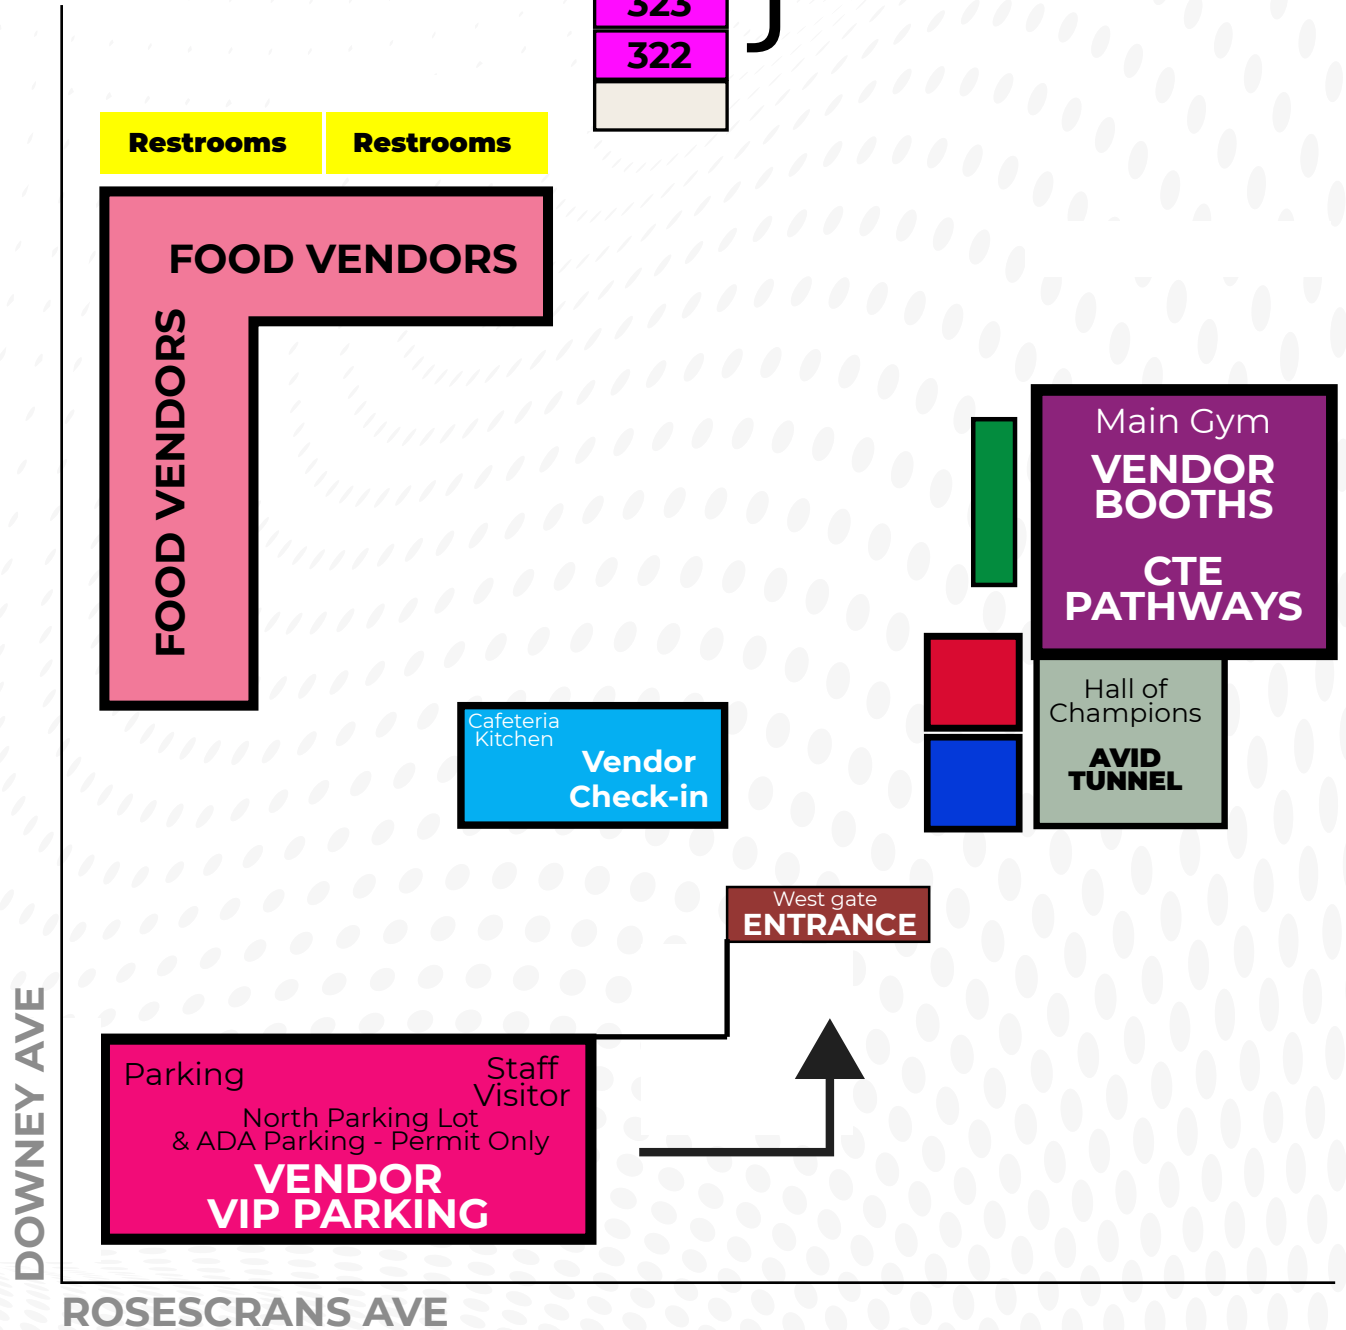 323
322
Restrooms Restrooms
FOOD VENDORS
FOOD VENDORS
Main Gym
VENDOR
BOOTHS
CTE
PATHWAYS
Hall of
Champions
AVID
TUNNEL
Cafeteria
Kitchen
Vendor
Check-in
West gate
ENTRANCE
Parking
Staff
Visitor
North Parking Lot
& ADA Parking - Permit Only
VENDOR
VIP PARKING
DOWNEY AVE
ROSESCRANS AVE